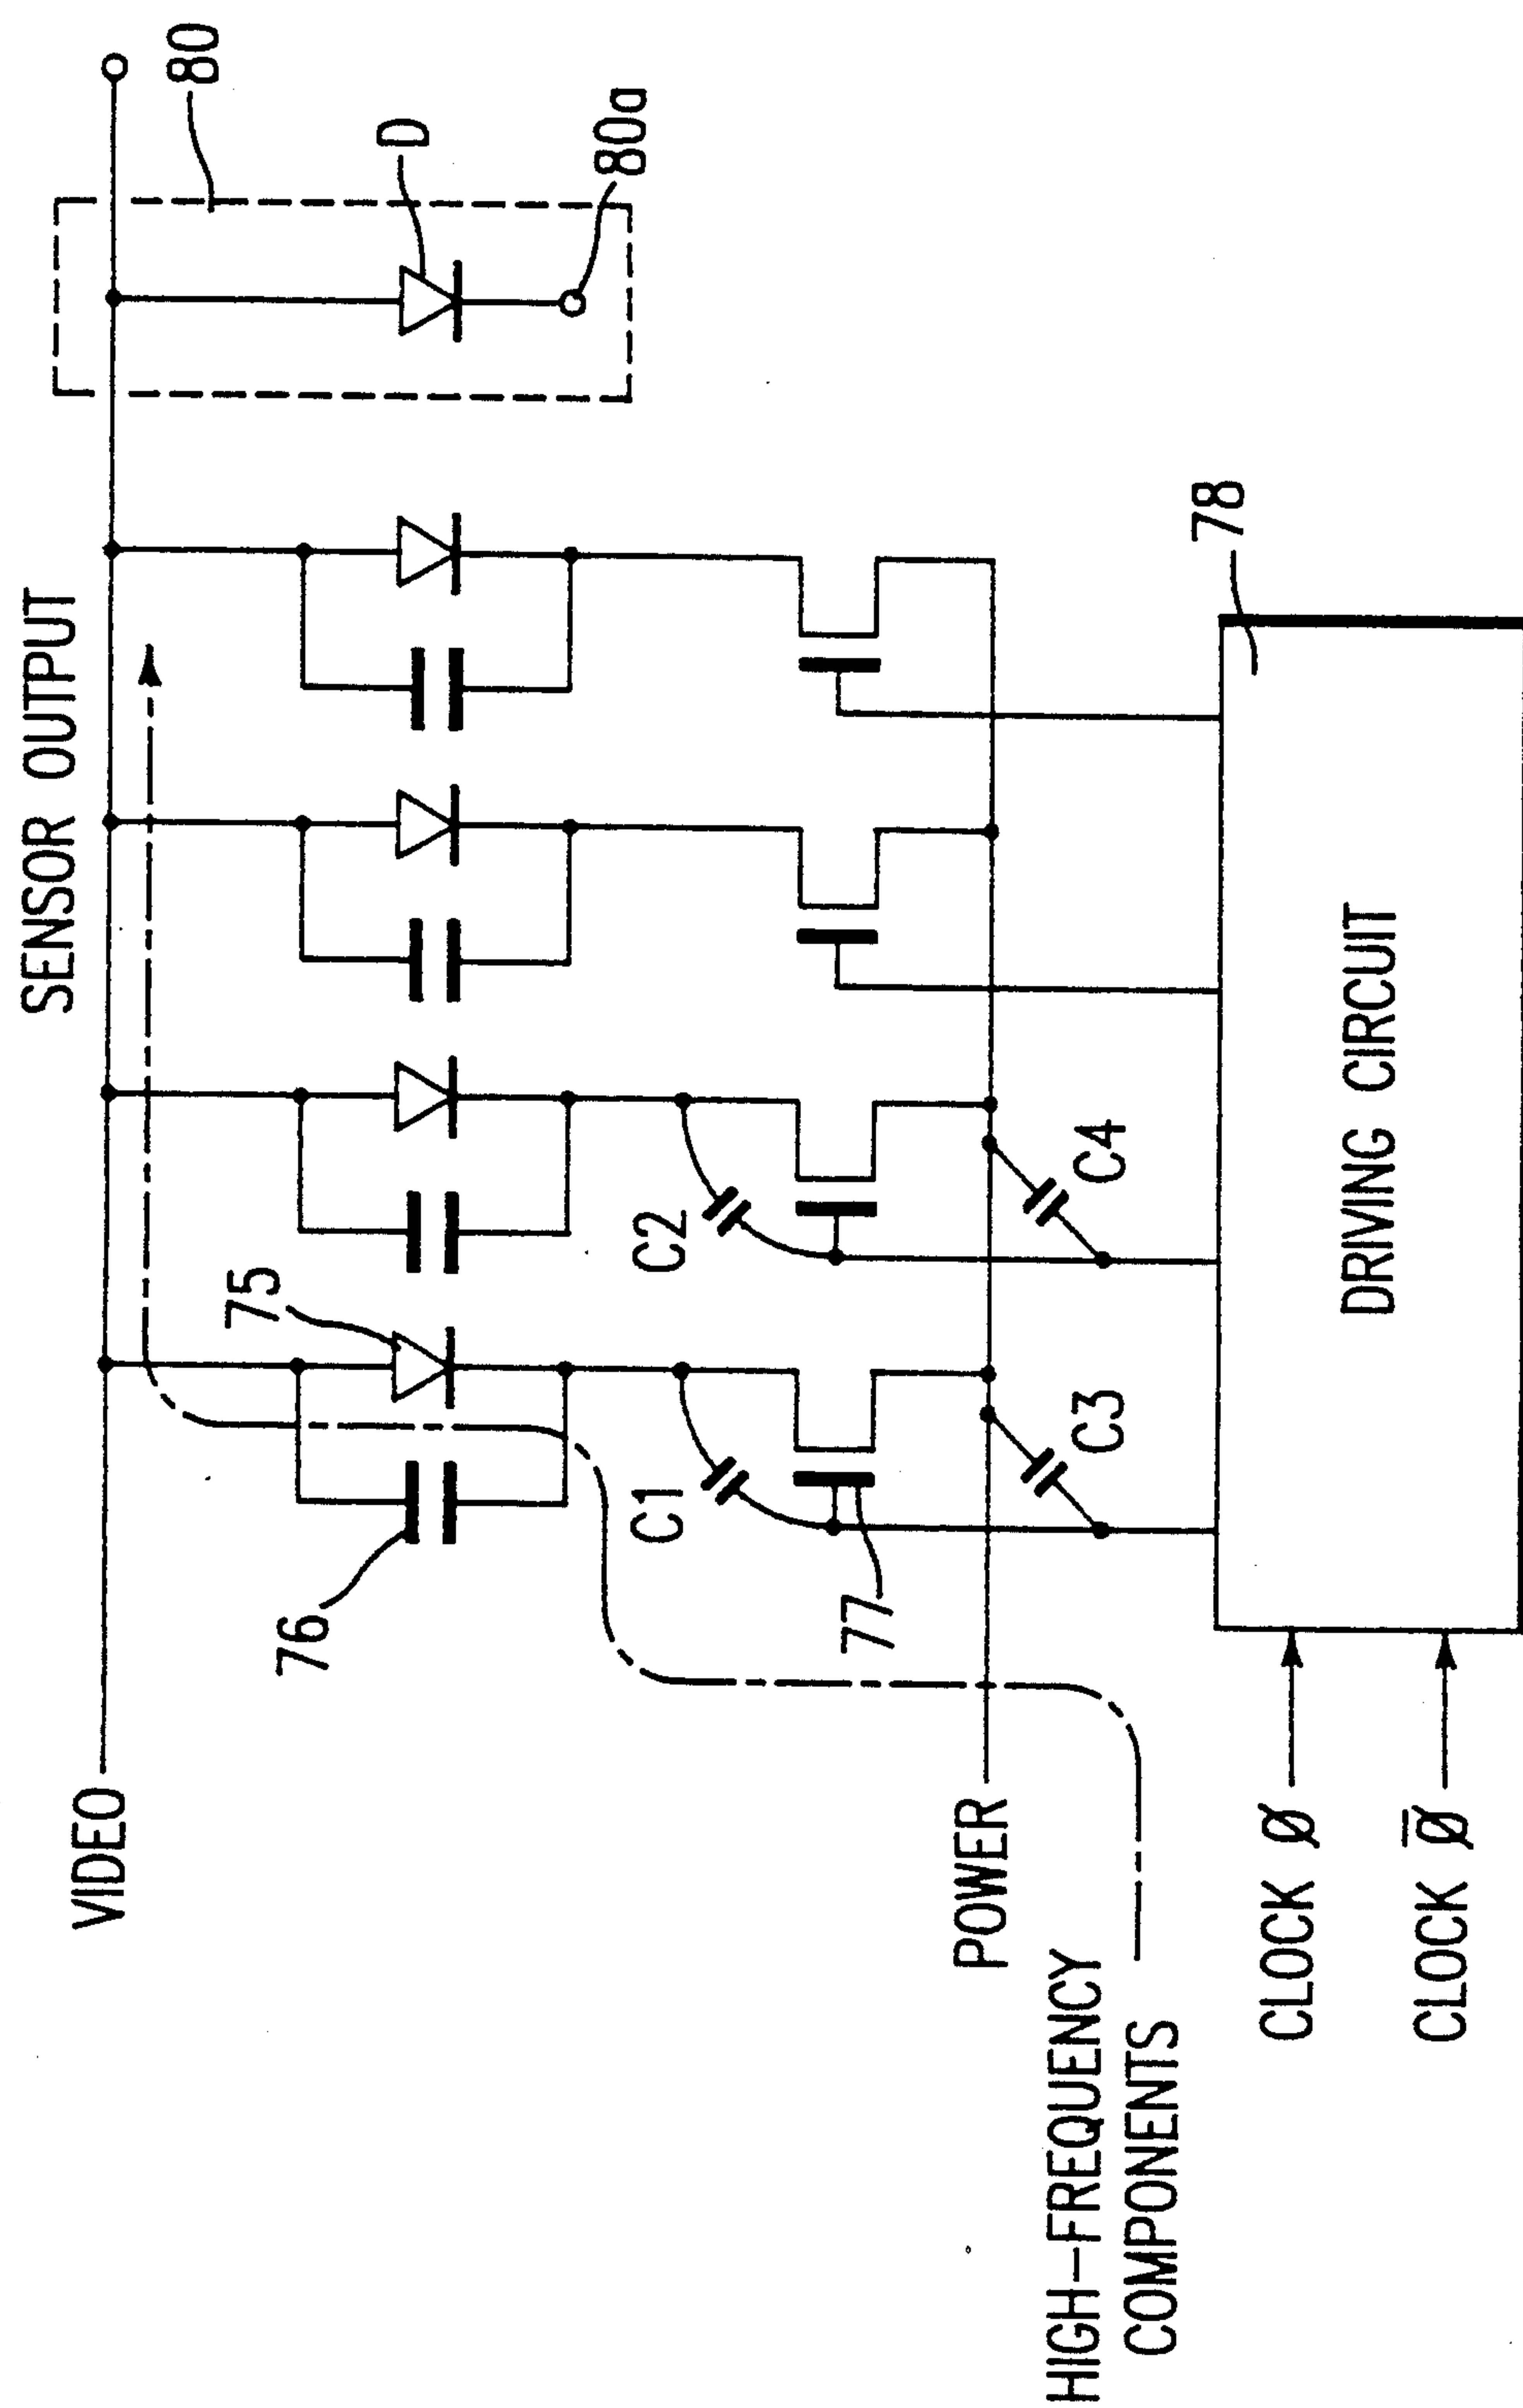 SENSOR OUTPUT
80
VIDEO
D
75
76
80a
C1
C2
77
POWER
C3
C4
HIGH-FREQUENCY
COMPONENTS
78
CLOCK Ø
DRIVING CIRCUIT
CLOCK Ø̅